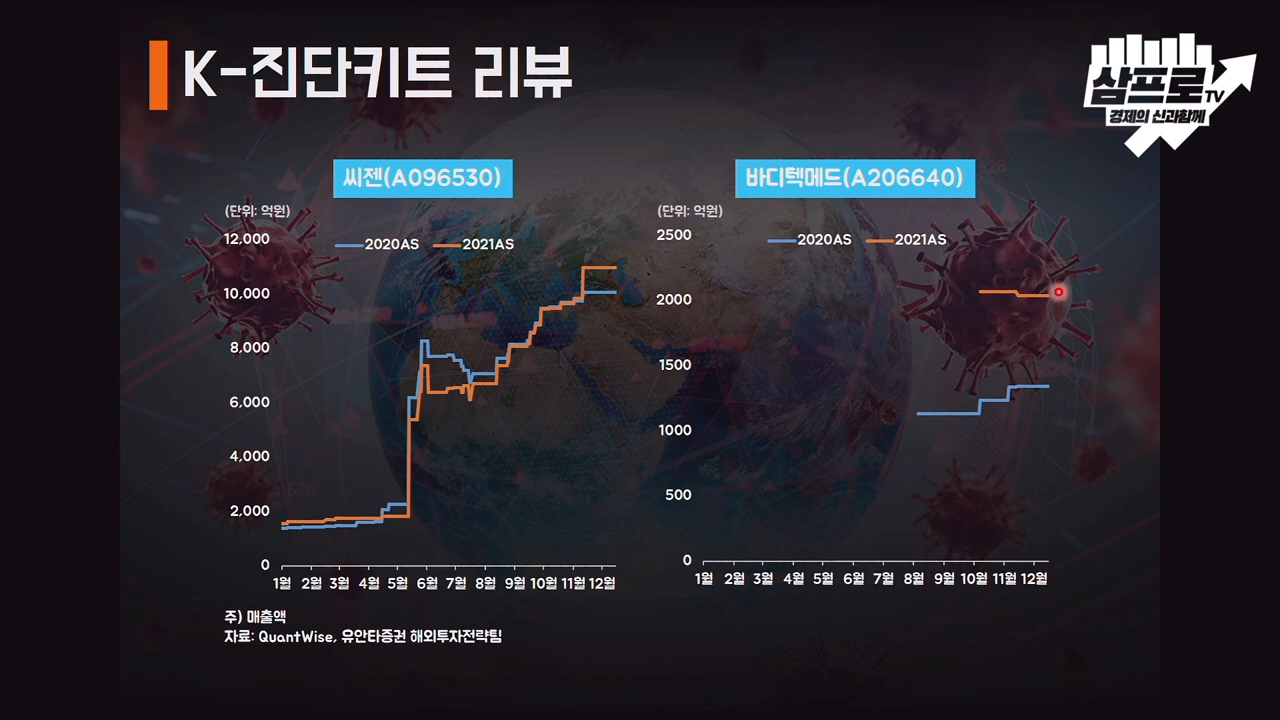 K-진단키트 리뷰
삼프로TV
경제의 신과함께
씨젠(A096530)
(단위: 억원)
2020AS
2021AS
12,000
10,000
8,000
6,000
4,000
2,000
0
1월 2월 3월 4월 5월 6월 7월 8월 9월 10월 11월 12월
바디텍메드(A206640)
(단위: 억원)
2020AS
2021AS
2500
2000
1500
1000
500
0
1월 2월 3월 4월 5월 6월 7월 8월 9월 10월 11월 12월
주) 매출액
자료: QuantWise, 유안타증권 해외투자전략팀